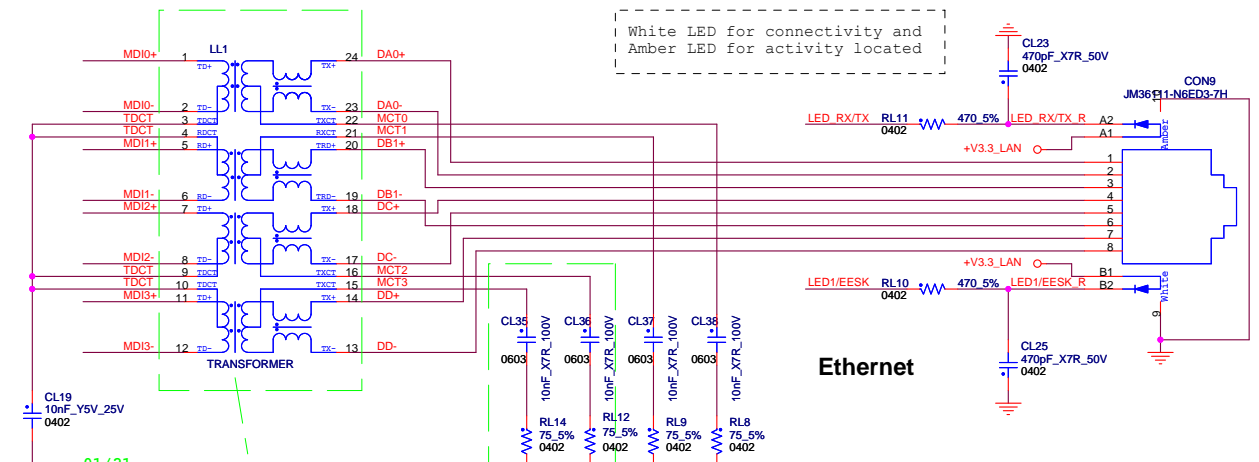 White LED for connectivity and
Amber LED for activity located
LL1
MDI0+
1
TD+
TX+
24
DA0+
MDI0-
2
TD-
TX-
23
DA0-
TDCT
3
TDCT
TXCT
22
MCT0
TDCT
4
RDCT
RXCT
21
MCT1
MDI1+
5
RD+
TRD+
20
DB1+
MDI1-
6
RD-
TRD-
19
DB1-
MDI2+
7
TD+
TX+
18
DC+
MDI2-
8
TD-
TX-
17
DC-
TDCT
9
TDCT
TXCT
16
MCT2
TDCT
10
TDCT
TXCT
15
MCT3
MDI3+
11
TD+
TX+
14
DD+
MDI3-
12
TD-
TX-
13
DD-
TRANSFORMER
CL19
10nF_Y5V_25V
0402
CL35
0603
10nF_X7R_100V
CL36
0603
10nF_X7R_100V
CL37
0603
10nF_X7R_100V
CL38
0603
10nF_X7R_100V
RL14
75_5%
0402
RL12
75_5%
0402
RL9
75_5%
0402
RL8
75_5%
0402
CL23
470pF_X7R_50V
0402
CON9
LED_RX/TX
RL11
0402
470_5%
LED_RX/TX_R
A2
A1
Amber
+V3.3_LAN
1
2
3
4
5
6
7
8
+V3.3_LAN
B1
B2
White
9
LED1/EESK
RL10
0402
470_5%
LED1/EESK_R
CL25
470pF_X7R_50V
0402
Ethernet